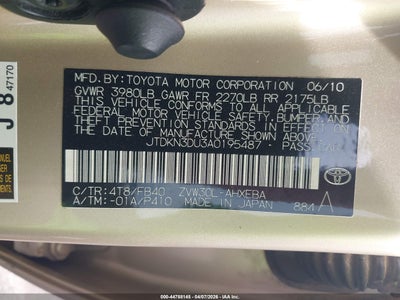 J 8
47170
MFD. BY: TOYOTA MOTOR CORPORATION 06/10
GVWR 3980LB GAWR FR 2270LB RR 2175LB
THIS VEHICLE CONFORMS TO ALL APPLICABLE
FEDERAL MOTOR VEHICLE SAFETY, BUMPER, AND
THEFT PREVENTION STANDARDS IN EFFECT ON
THE DATE OF MANUFACTURE SHOWN ABOVE.
JTDKN3DU3A0195487 PASS.
C/TR: 4T8/FB40 ZVW30L-AHXEBA
A/TM: -01A/P410 MADE IN JAPAN 884 A
TOYOTA
000-44758148 - 04/07/2026 -